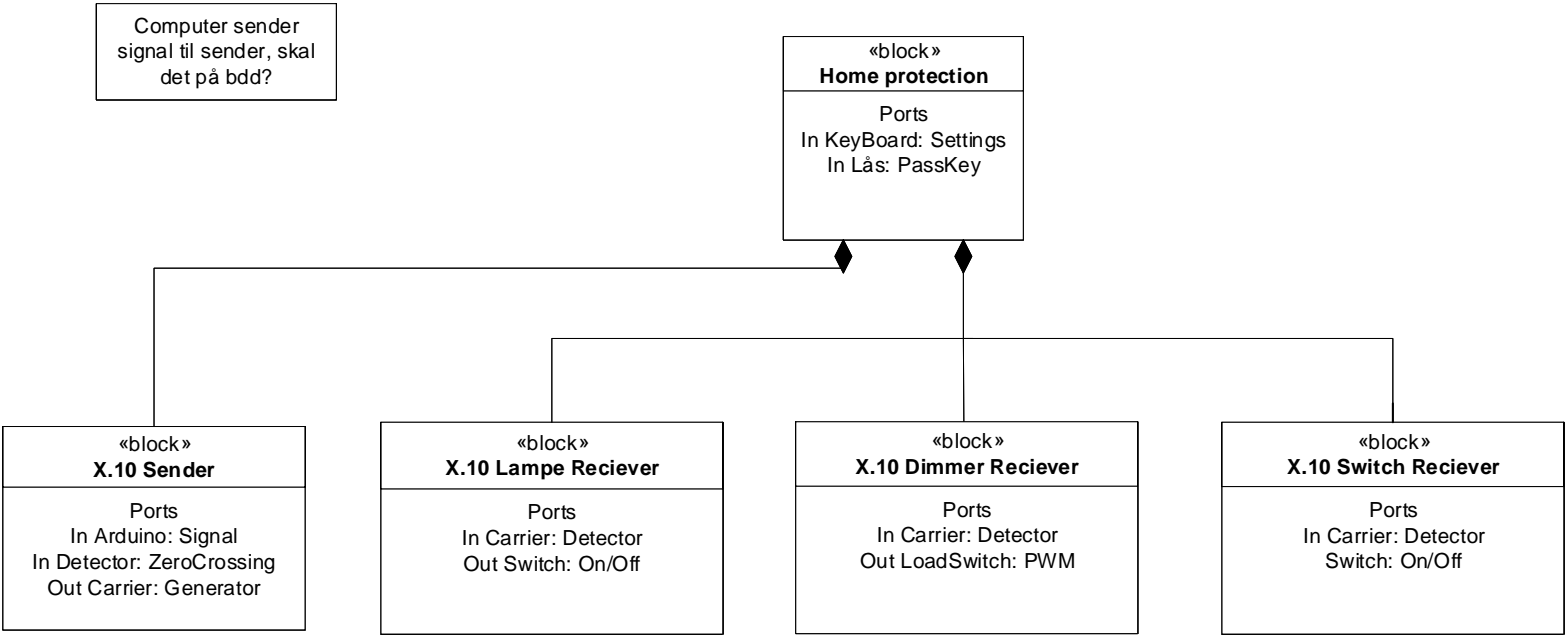 Computer sender
signal til sender, skal
det på bdd?
«block»
Home protection
Ports
In KeyBoard: Settings
In Lås: PassKey
«block»
X.10 Sender
Ports
In Arduino: Signal
In Detector: ZeroCrossing
Out Carrier: Generator
«block»
X.10 Lampe Reciever
Ports
In Carrier: Detector
Out Switch: On/Off
«block»
X.10 Dimmer Reciever
Ports
In Carrier: Detector
Out LoadSwitch: PWM
«block»
X.10 Switch Reciever
Ports
In Carrier: Detector
Switch: On/Off